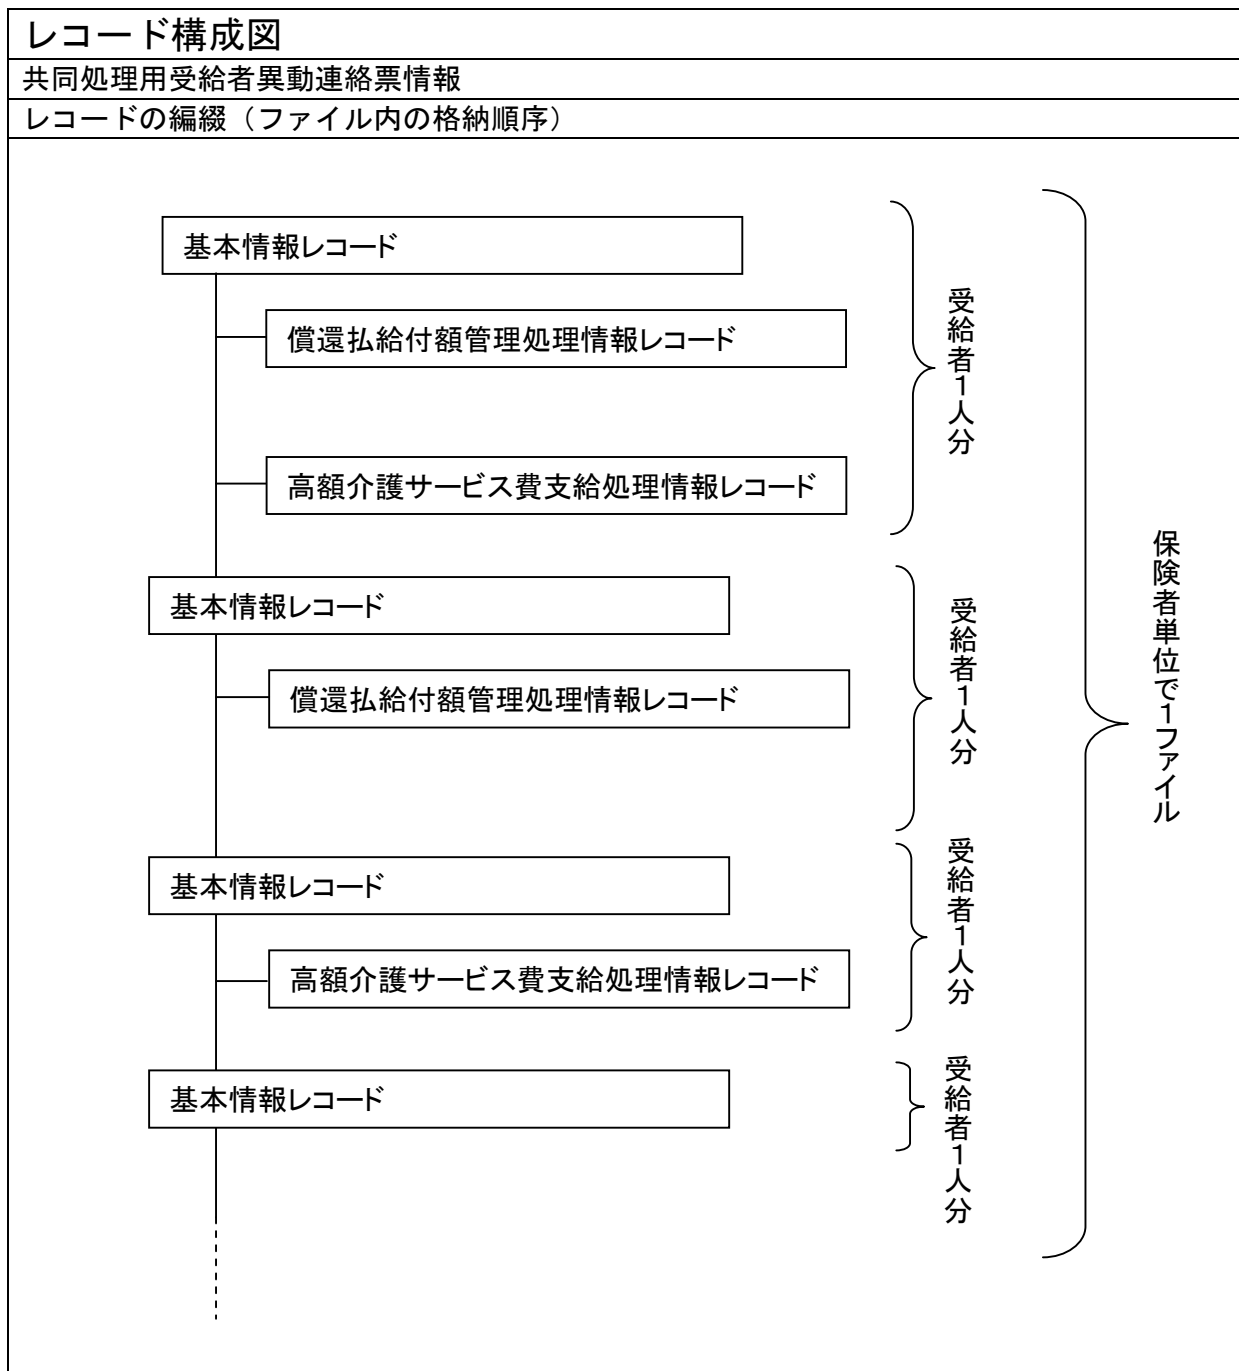 レコード構成図
共同処理用受給者異動連絡票情報
レコードの編綴（ファイル内の格納順序）
基本情報レコード
償還払給付額管理処理情報レコード
高額介護サービス費支給処理情報レコード
受給者1人分
基本情報レコード
償還払給付額管理処理情報レコード
受給者1人分
基本情報レコード
高額介護サービス費支給処理情報レコード
受給者1人分
基本情報レコード
受給者1人分
保険者単位で1ファイル